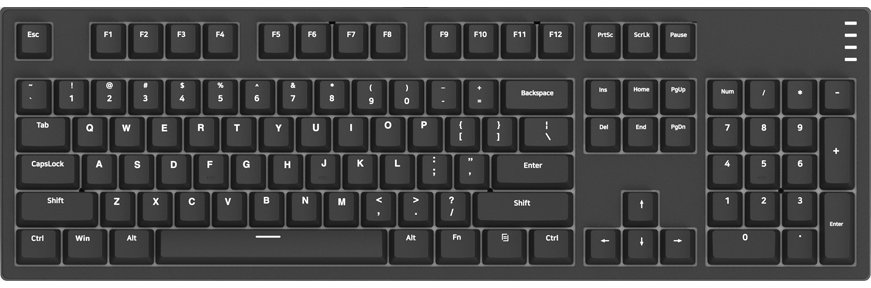 Esc F1 F2 F3 F4 F5 F6 F7 F8 F9 F10 F11 F12 PrtSc ScrLk Pause
~ ! @ # $ % ^ & * ( ) - +
· 1 2 3 4 5 6 7 8 9 0 - = Backspace Ins Home PgUp Num / * -
Tab Q W E R T Y U I O P { [ } ] ¦ \ Del End PgDn 7 8 9 +
CapsLock A S D F G H J K L : ; " , Enter 4 5 6
Shift Z X C V B N M < , > . ? / Shift ↑ 1 2 3 Enter
Ctrl Win Alt Alt Fn Ctrl ← ↓ → 0 .